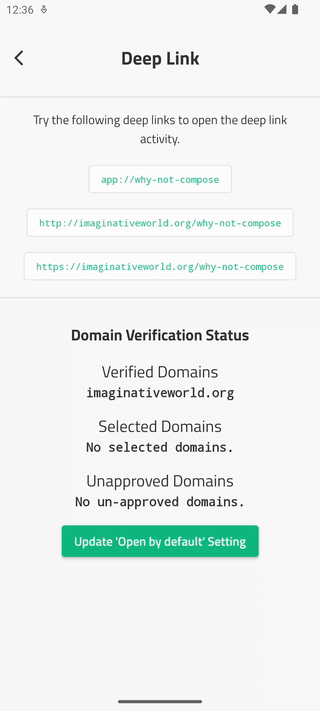 12:36
Deep Link
Try the following deep links to open the deep link
activity.
app://why-not-compose
http://imaginativeworld.org/why-not-compose
https://imaginativeworld.org/why-not-compose
Domain Verification Status
Verified Domains
imaginativeworld.org
Selected Domains
No selected domains.
Unapproved Domains
No un-approved domains.
Update 'Open by default' Setting